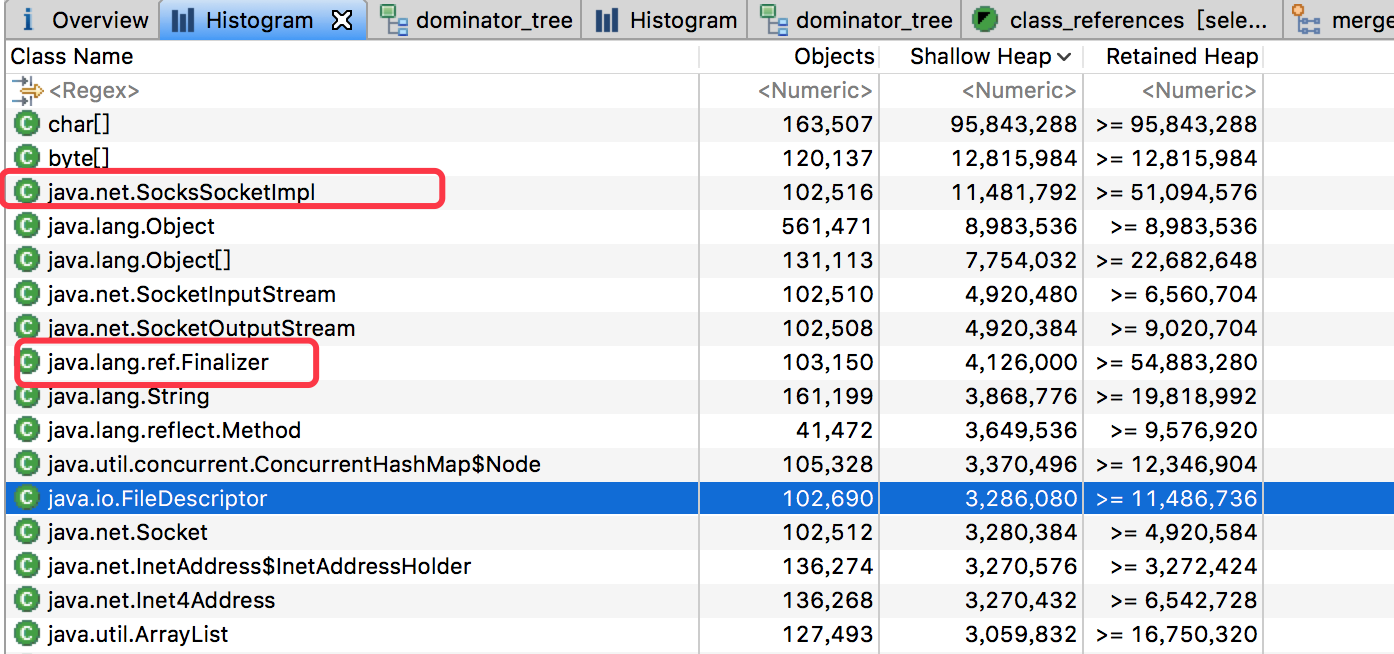 Overview Histogram dominator_tree Histogram dominator_tree class_references [sele... merge
Class Name Objects Shallow Heap Retained Heap
<Regex> <Numeric> <Numeric> <Numeric>
char[] 163,507 95,843,288 >= 95,843,288
byte[] 120,137 12,815,984 >= 12,815,984
java.net.SocksSocketImpl 102,516 11,481,792 >= 51,094,576
java.lang.Object 561,471 8,983,536 >= 8,983,536
java.lang.Object[] 131,113 7,754,032 >= 22,682,648
java.net.SocketInputStream 102,510 4,920,480 >= 6,560,704
java.net.SocketOutputStream 102,508 4,920,384 >= 9,020,704
java.lang.ref.Finalizer 103,150 4,126,000 >= 54,883,280
java.lang.String 161,199 3,868,776 >= 19,818,992
java.lang.reflect.Method 41,472 3,649,536 >= 9,576,920
java.util.concurrent.ConcurrentHashMap$Node 105,328 3,370,496 >= 12,346,904
java.io.FileDescriptor 102,690 3,286,080 >= 11,486,736
java.net.Socket 102,512 3,280,384 >= 4,920,584
java.net.InetAddress$InetAddressHolder 136,274 3,270,576 >= 3,272,424
java.net.Inet4Address 136,268 3,270,432 >= 6,542,728
java.util.ArrayList 127,493 3,059,832 >= 16,750,320